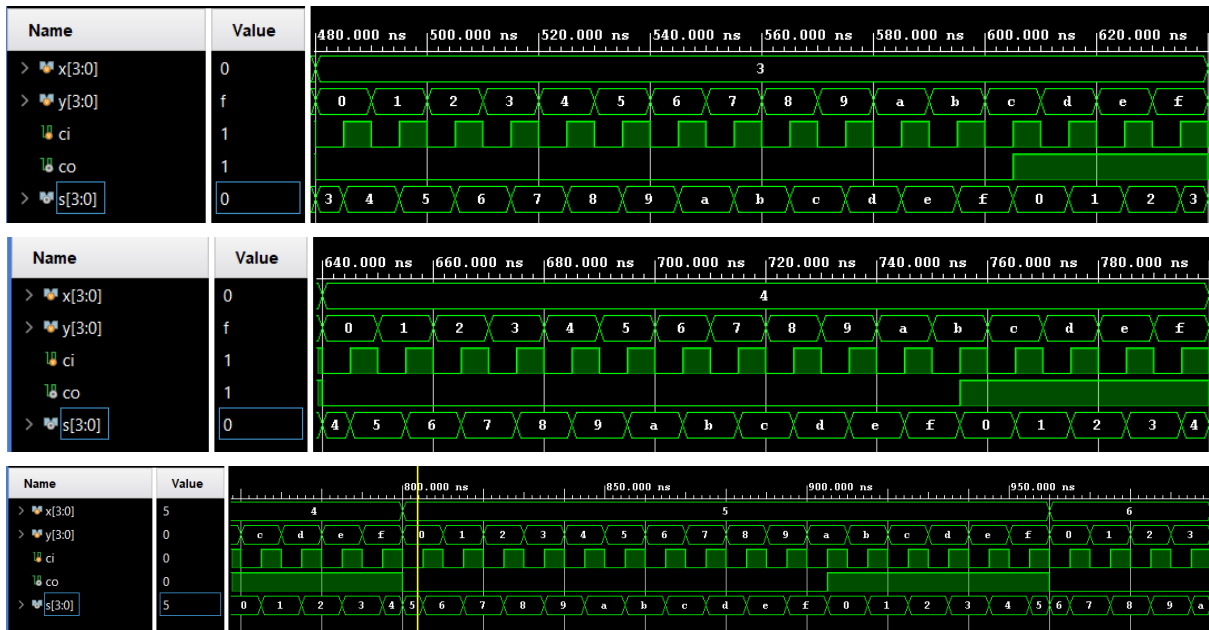 Name Value 480.000 ns 500.000 ns 520.000 ns 540.000 ns 560.000 ns 580.000 ns 600.000 ns 620.000 ns
x[3:0] 0 3
y[3:0] f 0 1 2 3 4 5 6 7 8 9 a b c d e f
ci 1
co 1
s[3:0] 0 3 4 5 6 7 8 9 a b c d e f 0 1 2 3
Name Value 640.000 ns 660.000 ns 680.000 ns 700.000 ns 720.000 ns 740.000 ns 760.000 ns 780.000 ns
x[3:0] 0 4
y[3:0] f 0 1 2 3 4 5 6 7 8 9 a b c d e f
ci 1
co 1
s[3:0] 0 4 5 6 7 8 9 a b c d e f 0 1 2 3 4
Name Value 800.000 ns 850.000 ns 900.000 ns 950.000 ns
x[3:0] 5 4 5 6
y[3:0] 0 c d e f 0 1 2 3 4 5 6 7 8 9 a b c d e f 0 1 2 3
ci 0
co 0
s[3:0] 5 0 1 2 3 4 5 6 7 8 9 a b c d e f 0 1 2 3 4 5 6 7 8 9 a